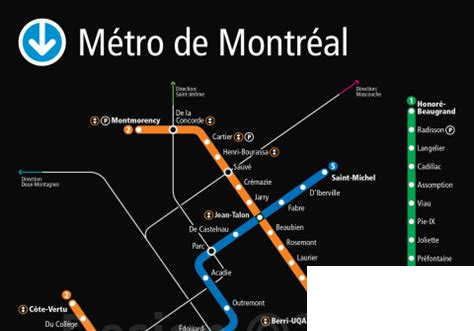 Métro de Montréal
Direction:
Saint-Jérôme
Direction:
Mascouche
De la
Concorde
P Montmorency
2
Cartier P
Henri-Bourassa
Sauvé
Crémazie
Jarry
Direction:
Deux-Montagnes
5
Saint-Michel
D'Iberville
Fabre
Jean-Talon
De Castelnau
Parc
Beaubien
Rosemont
Laurier
Acadie
Outremont
Édouard-
Berri-UQA
2
Côte-Vertu
Du Collège
1
Honoré-
Beaugrand
Radisson P
Langelier
Cadillac
Assomption
Viau
Pie-IX
Joliette
Préfontaine